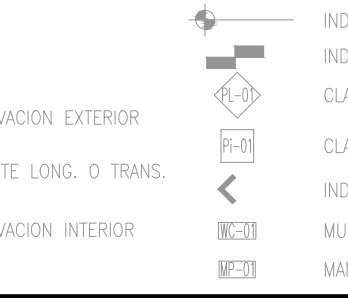 IND
IND
PL-01 CLA
VACION EXTERIOR
Pi-01 CLA
TE LONG. O TRANS.
IND
VACION INTERIOR WC-01 MU
MP-01 MAN